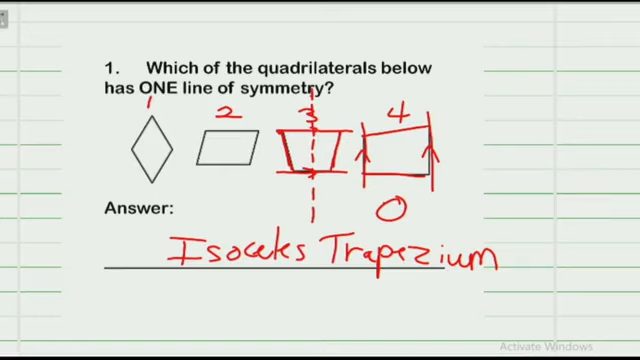 1. Which of the quadrilaterals below
has ONE line of symmetry?
1 2 3 4
0
Answer:
Isoceles Trapezium
Activate Windows